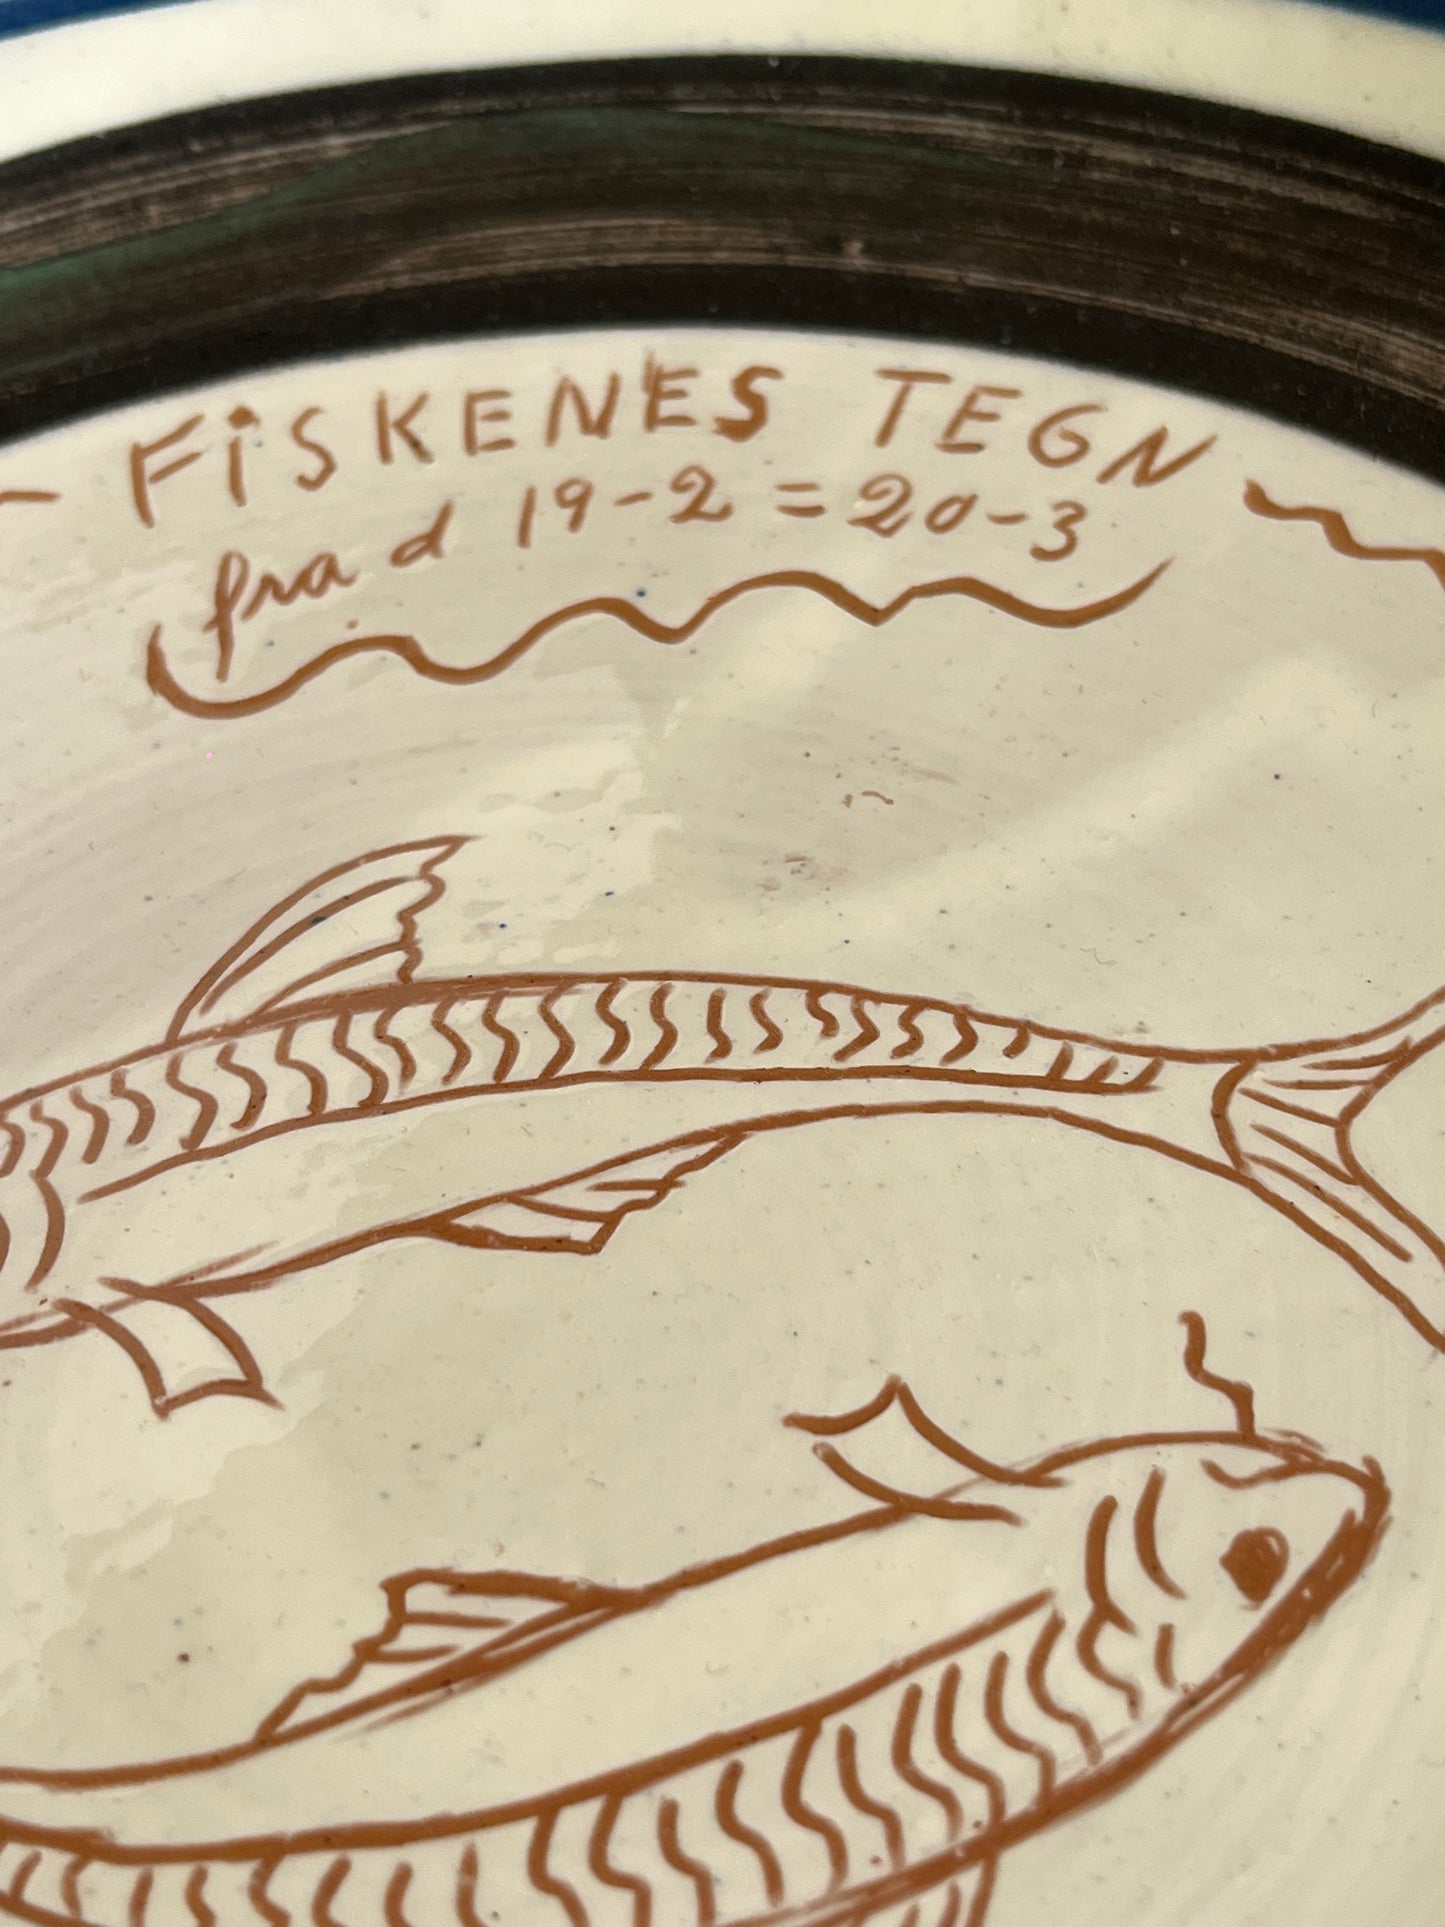 FiSKENES TEGN
fra d 19-2 = 20-3